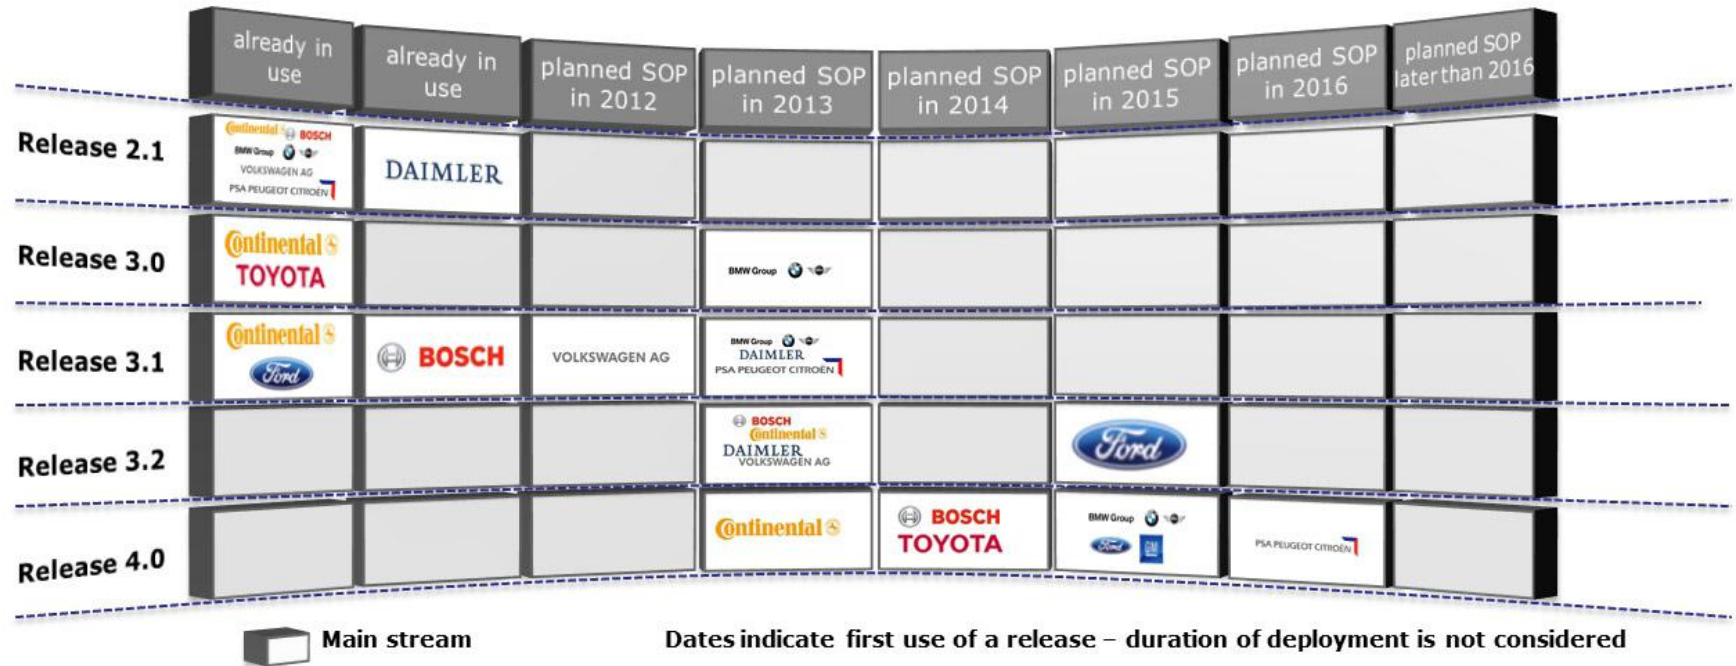 already in
use
already in
use
planned SOP
in 2012
planned SOP
in 2013
planned SOP
in 2014
planned SOP
in 2015
planned SOP
in 2016
planned SOP
later than 2016
Release 2.1
Continental BOSCH
BMW Group
VOLKSWAGEN AG
PSA PEUGEOT CITROËN
DAIMLER
Release 3.0
Continental
TOYOTA
BMW Group
Release 3.1
Continental
Ford
BOSCH
VOLKSWAGEN AG
BMW Group
DAIMLER
PSA PEUGEOT CITROËN
Release 3.2
BOSCH
Continental
DAIMLER
VOLKSWAGEN AG
Ford
Release 4.0
Continental
BOSCH
TOYOTA
BMW Group
Ford GM
PSA PEUGEOT CITROËN
Main stream
Dates indicate first use of a release – duration of deployment is not considered